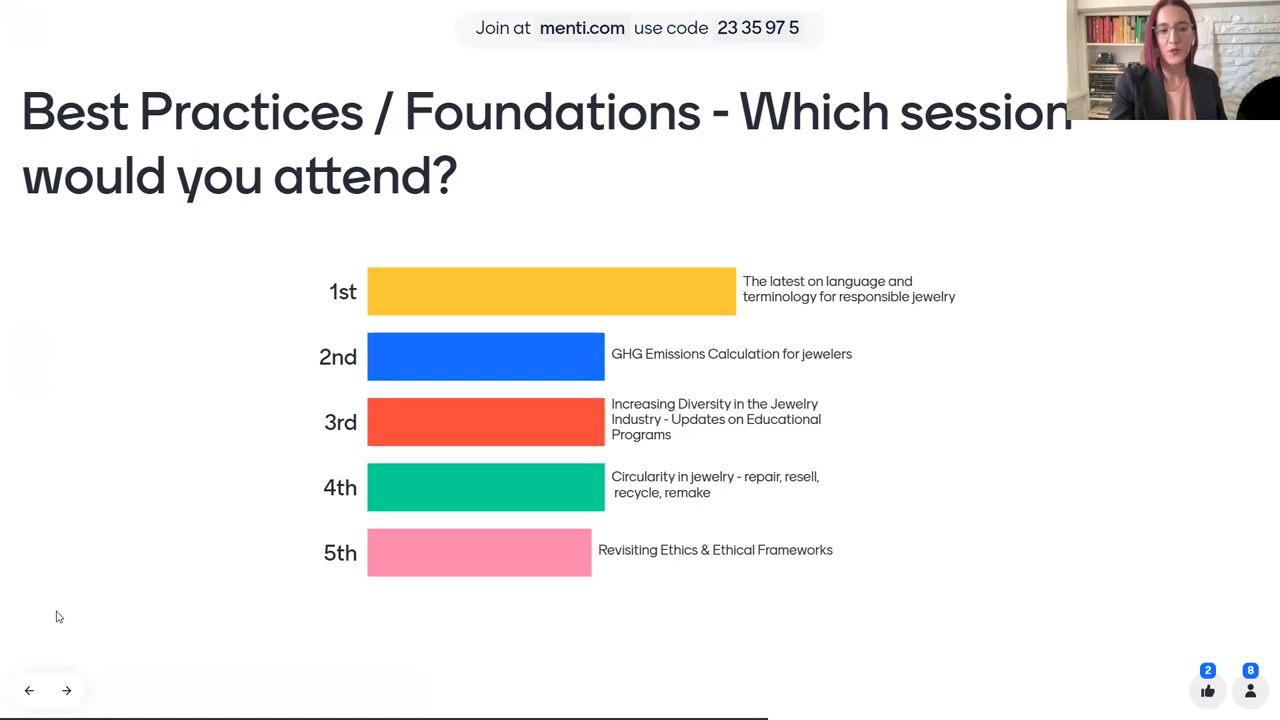 Join at menti.com use code 23 35 97 5
Best Practices / Foundations - Which session
would you attend?
1st
The latest on language and
terminology for responsible jewelry
2nd
GHG Emissions Calculation for jewelers
3rd
Increasing Diversity in the Jewelry
Industry - Updates on Educational
Programs
4th
Circularity in jewelry - repair, resell,
recycle, remake
5th
Revisiting Ethics & Ethical Frameworks
2
8